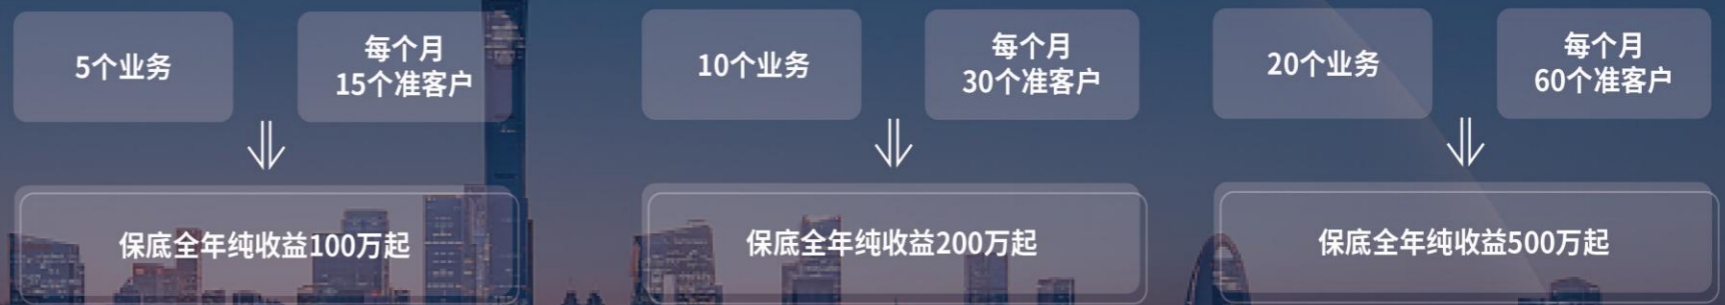 5个业务
每个月
15个准客户
保底全年纯收益100万起
10个业务
每个月
30个准客户
保底全年纯收益200万起
20个业务
每个月
60个准客户
保底全年纯收益500万起